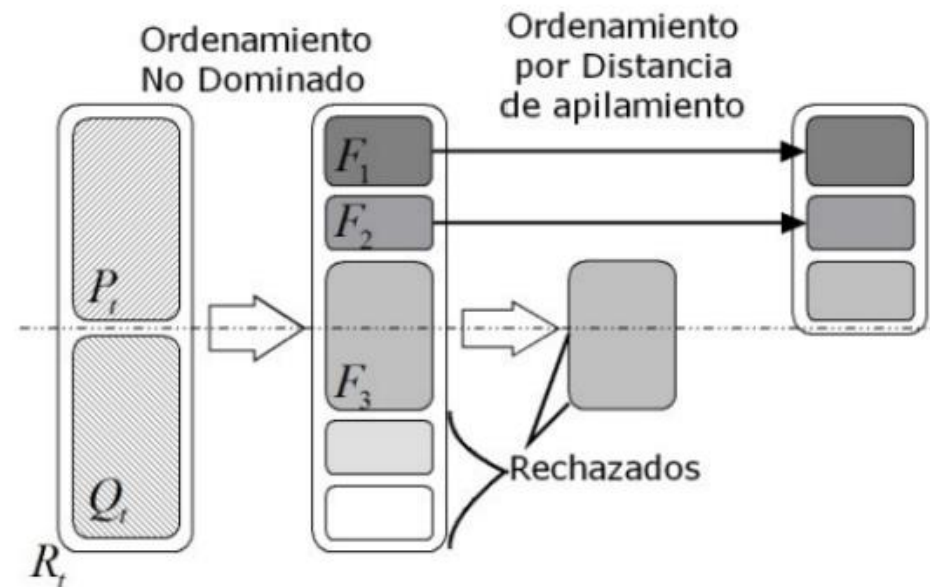 Ordenamiento
No Dominado
Ordenamiento
por Distancia
de apilamiento
F₁
F₂
Pₜ
F₃
Rechazados
Qₜ
Rₜ